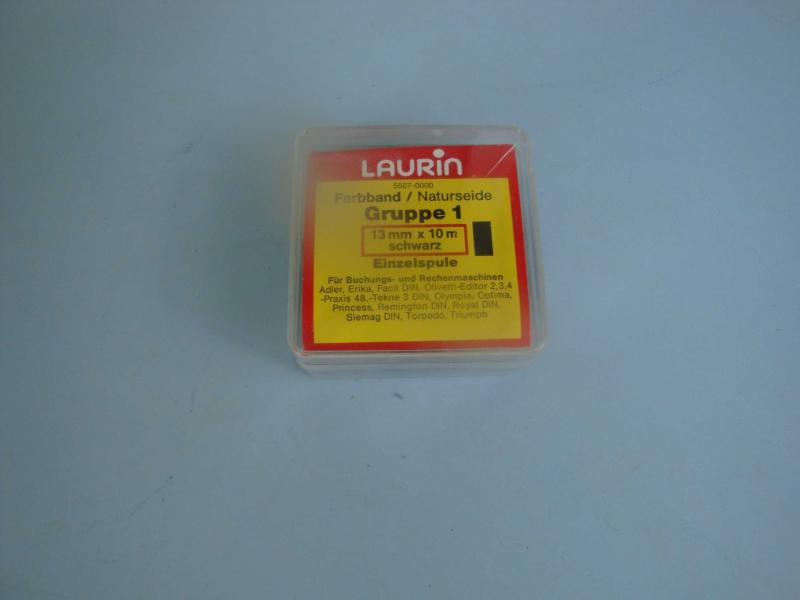 LAURIN
5507-0000
Farbband / Naturseide
Gruppe 1
13 mm x 10 m
schwarz
Einzelspule
Für Buchungs- und Rechenmaschinen
Adler, Erika, Facit DIN, Olivetti-Editor 2,3,4
-Praxis 48,-Tekne 3 DIN, Olympia, Optima,
Princess, Remington DIN, Royal DIN,
Siemag DIN, Torpedo, Triumph